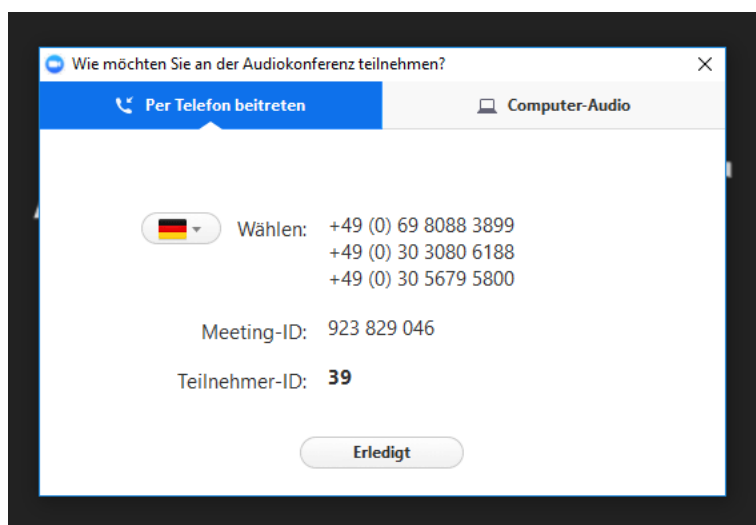 Wie möchten Sie an der Audiokonferenz teilnehmen?
Per Telefon beitreten
Computer-Audio
Wählen: +49 (0) 69 8088 3899
+49 (0) 30 3080 6188
+49 (0) 30 5679 5800
Meeting-ID: 923 829 046
Teilnehmer-ID: 39
Erledigt